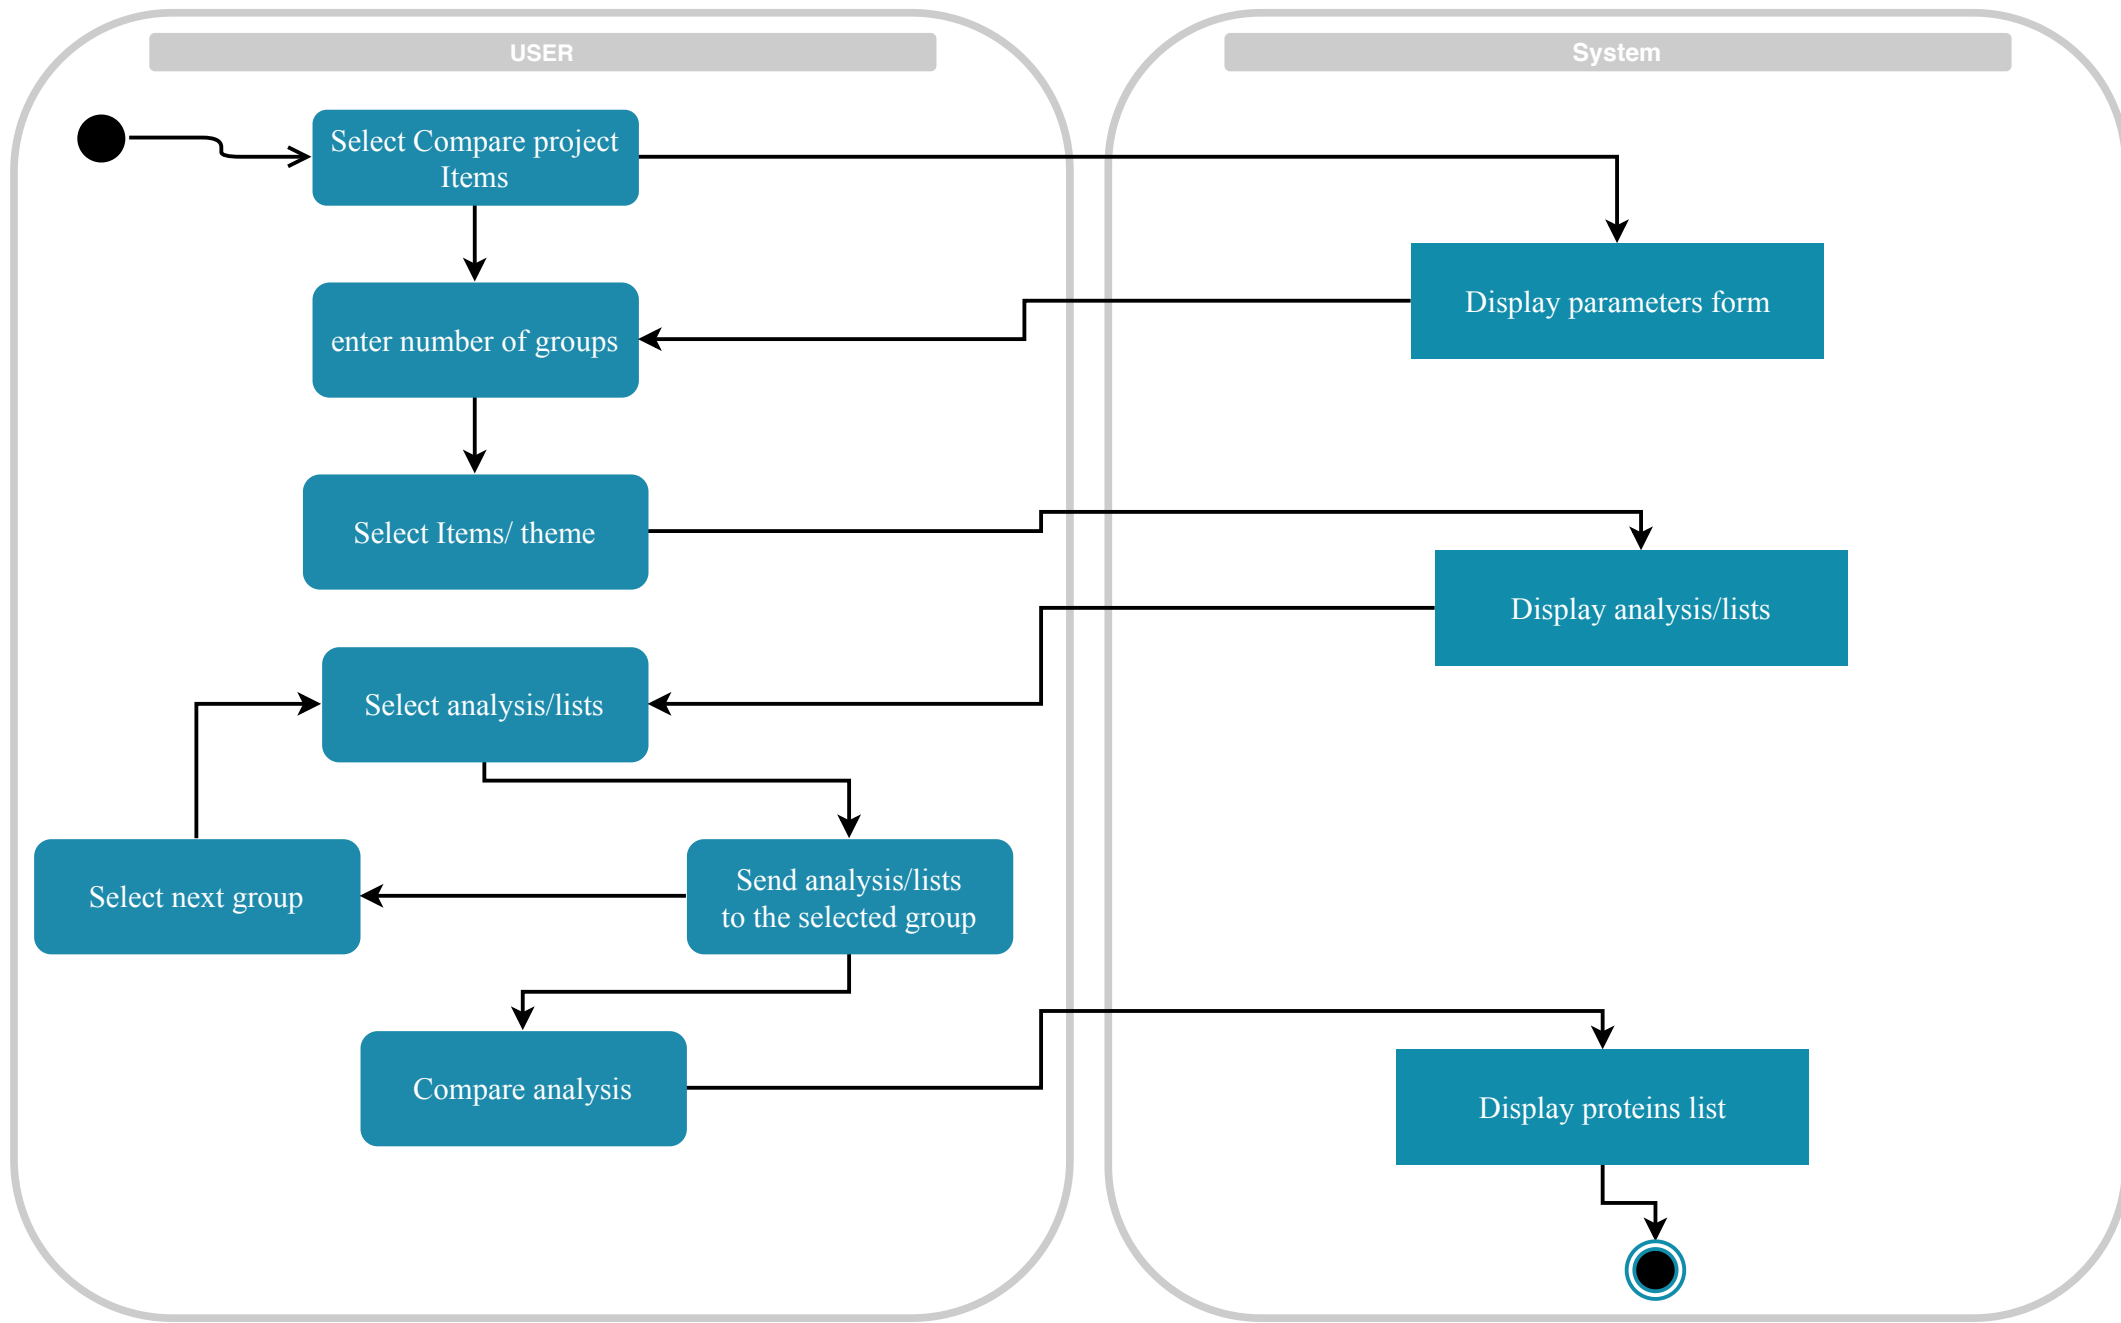 USER
System
Select Compare project
Items
Display parameters form
enter number of groups
Select Items/ theme
Display analysis/lists
Select analysis/lists
Select next group
Send analysis/lists
to the selected group
Compare analysis
Display proteins list